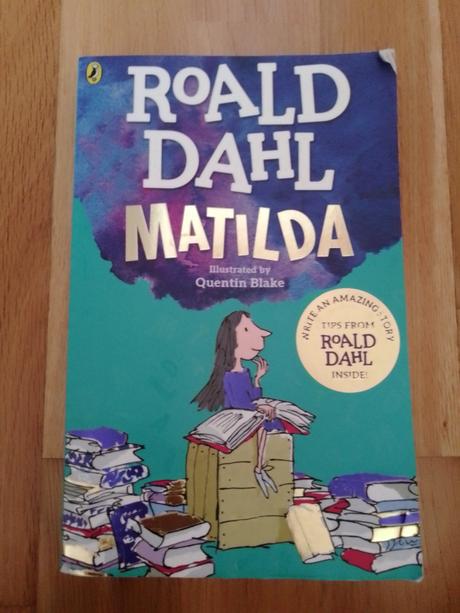 ROALD
DAHL
MATILDA
Illustrated by
Quentin Blake
WRITE AN AMAZING STORY
TIPS FROM
ROALD
DAHL
INSIDE!